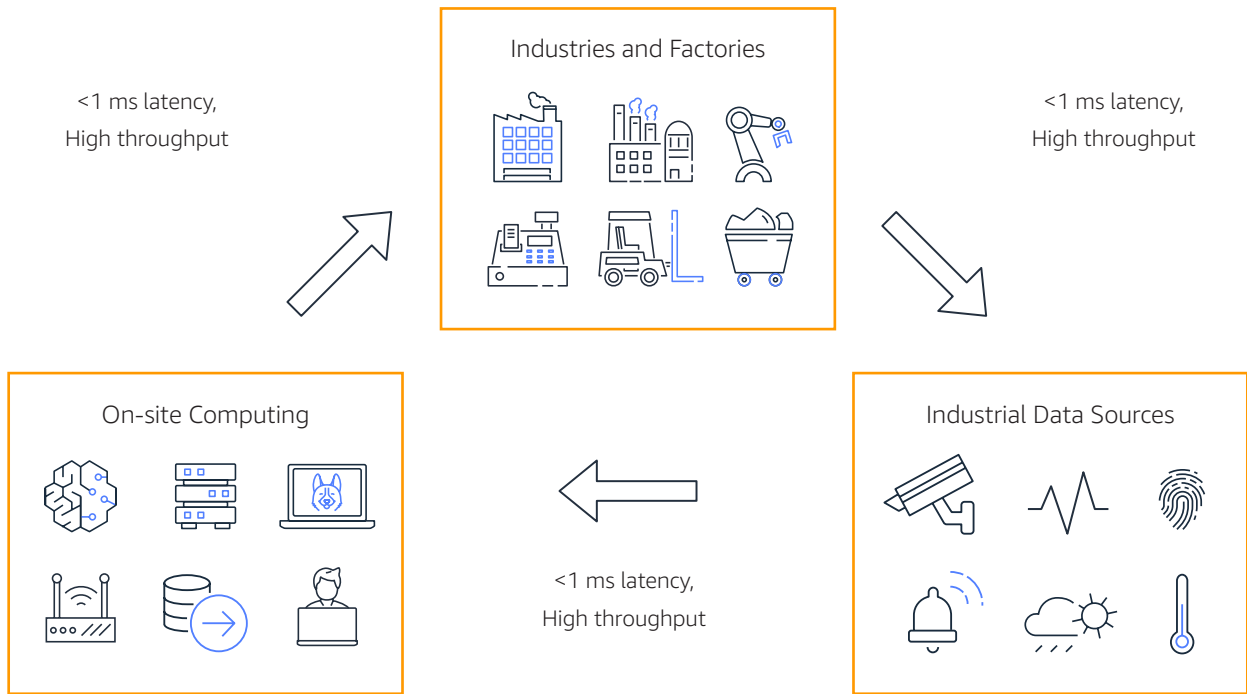 Industries and Factories
<1 ms latency,
High throughput
<1 ms latency,
High throughput
On-site Computing
Industrial Data Sources
<1 ms latency,
High throughput